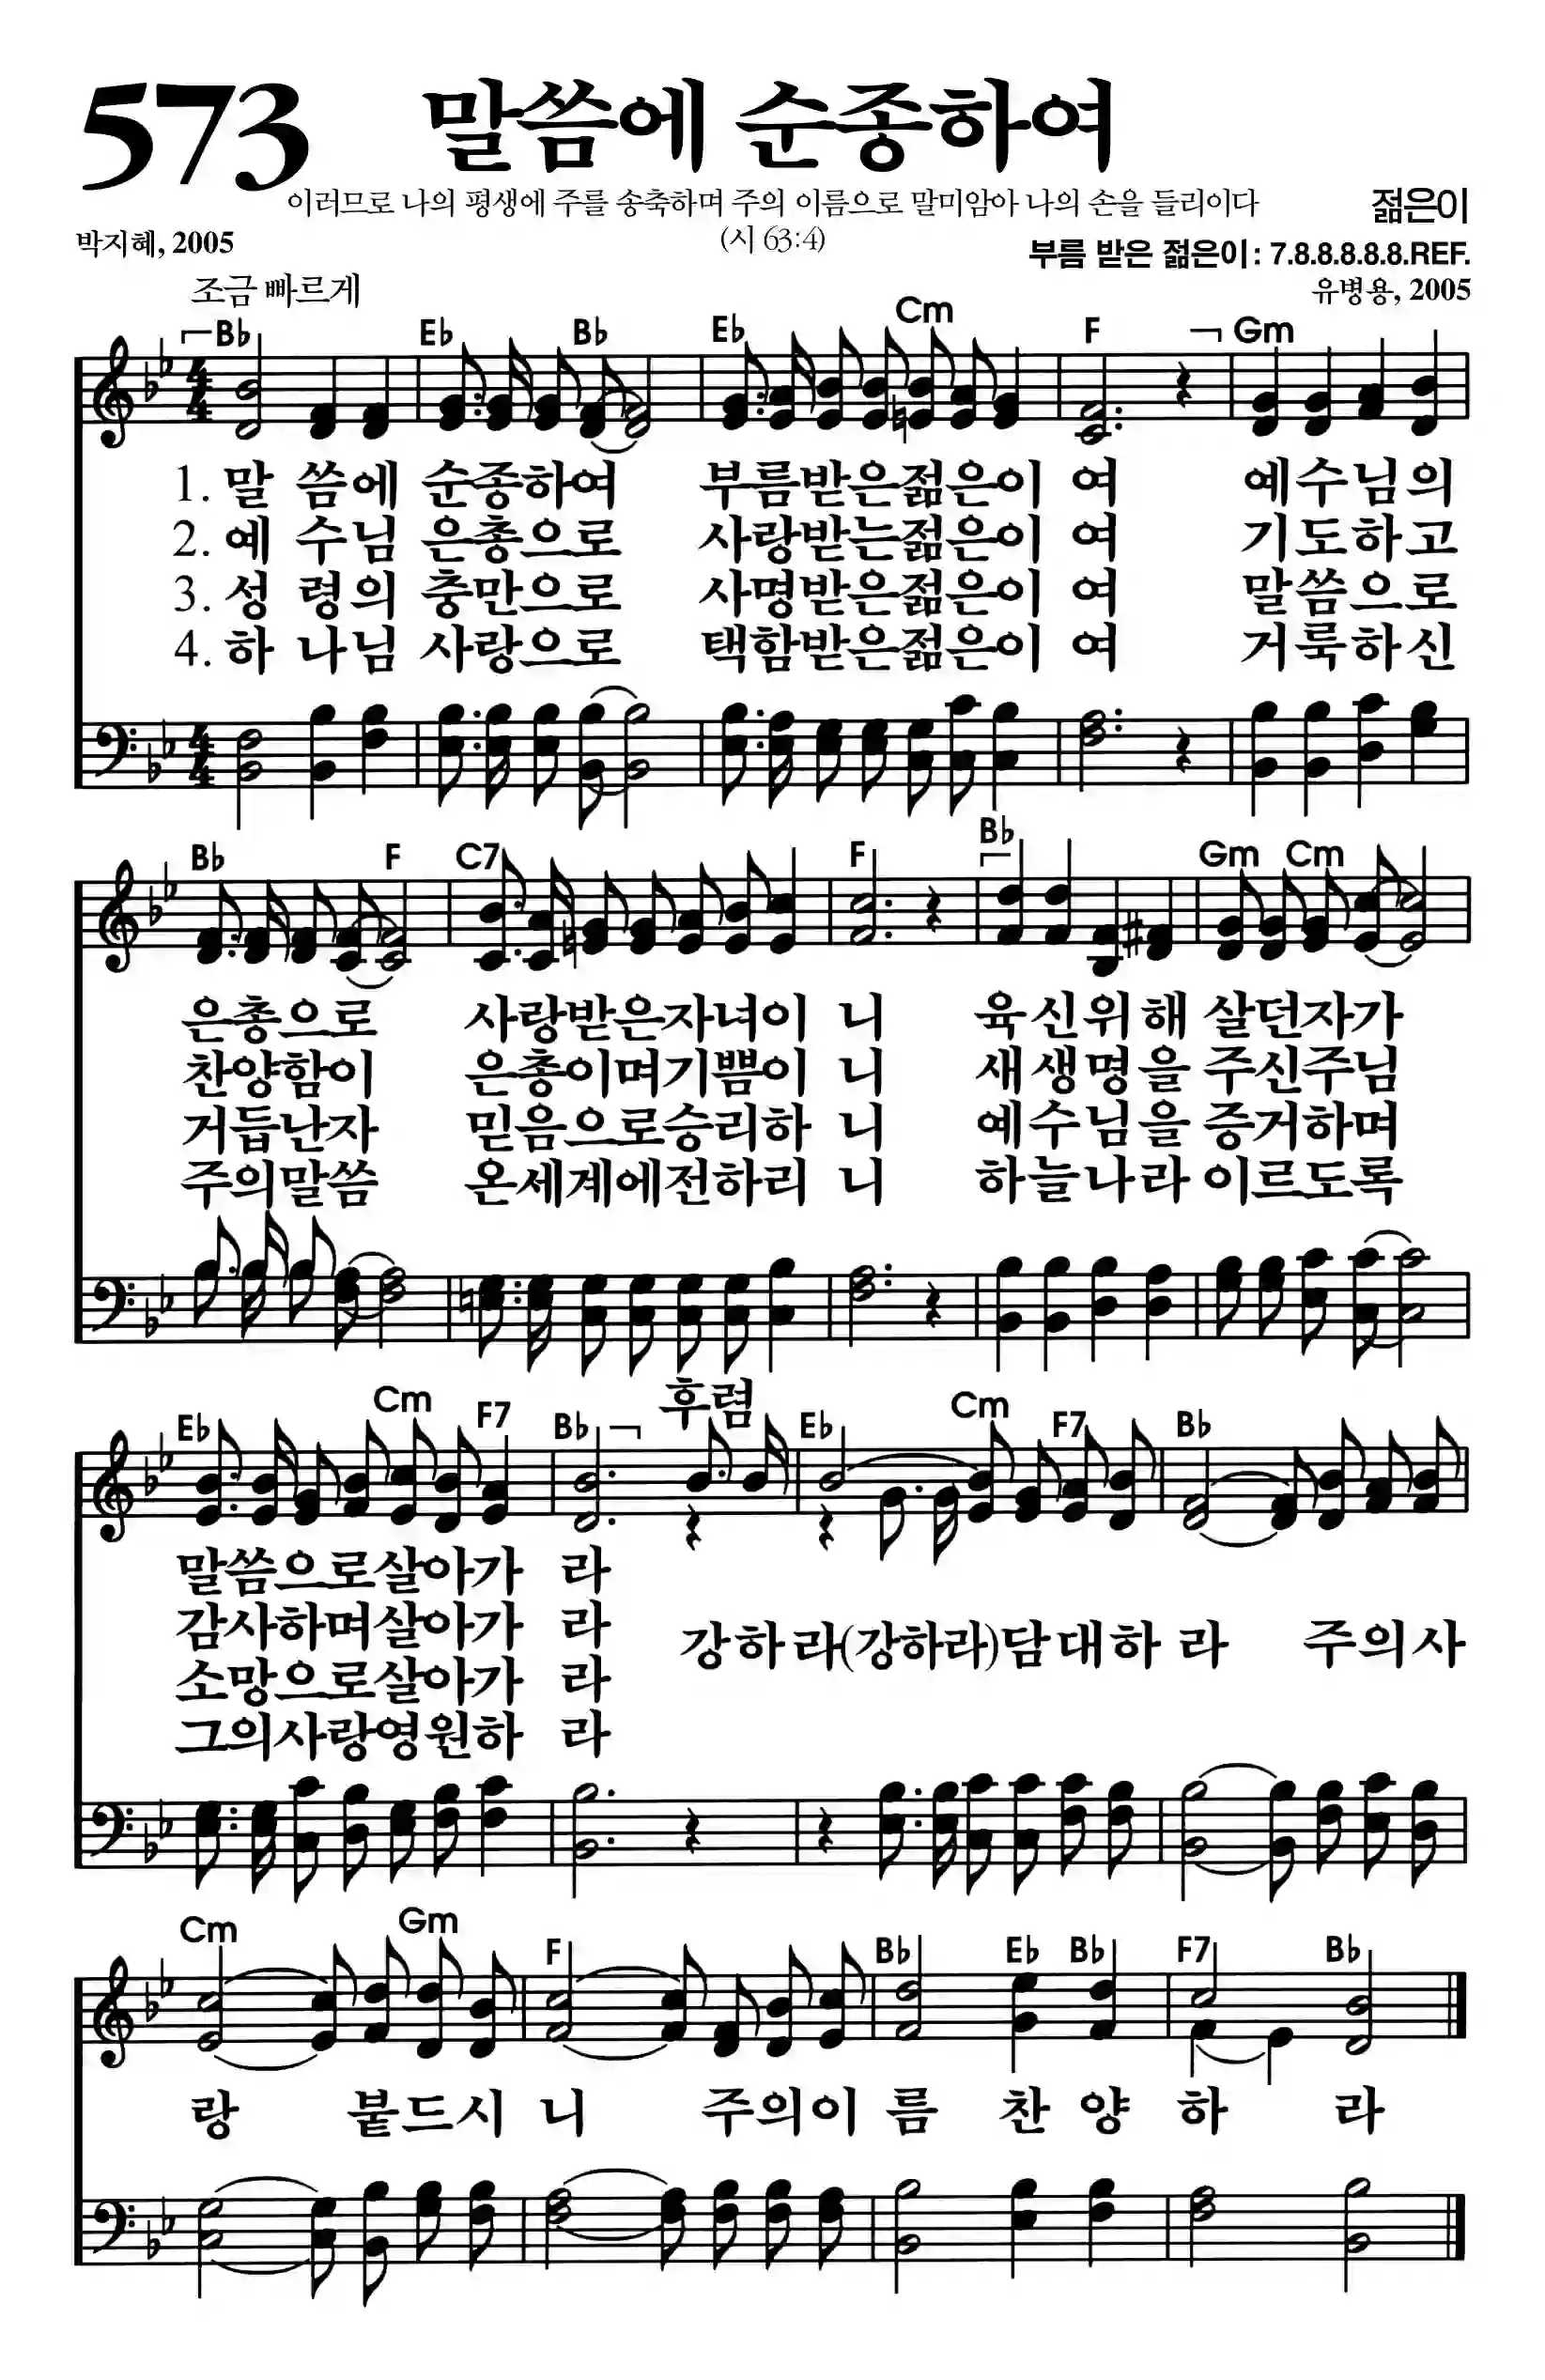 573 말씀에 순종하여
이러므로 나의 평생에 주를 송축하며 주의 이름으로 말미암아 나의 손을 들리이다
젊은이
박지혜, 2005
(시 63:4)
부름 받은 젊은이: 7.8.8.8.8.8.REF.
조금 빠르게
유병용, 2005
B♭ E♭ B♭ E♭ Cm F Gm
1. 말 씀에 순종하여 부름받은젊은이 여 예수님의
2. 예 수님 은총으로 사랑받는젊은이 여 기도하고
3. 성 령의 충만으로 사명받은젊은이 여 말씀으로
4. 하 나님 사랑으로 택함받은젊은이 여 거룩하신
B♭ F C7 F B♭ Gm Cm
은총으로 사랑받은자녀이 니 육신위해 살던자가
찬양함이 은총이며기쁨이 니 새생명을 주신주님
거듭난자 믿음으로승리하 니 예수님을 증거하며
주의말씀 온세계에전하리 니 하늘나라 이르도록
후렴
E♭ Cm F7 B♭ E♭ Cm F7 B♭
말씀으로살아가 라
감사하며살아가 라
강하라(강하라)담대하 라 주의사
소망으로살아가 라
그의사랑영원하 라
Cm Gm F B♭ E♭ B♭ F7 B♭
랑 붙드시 니 주의이 름 찬 양 하 라